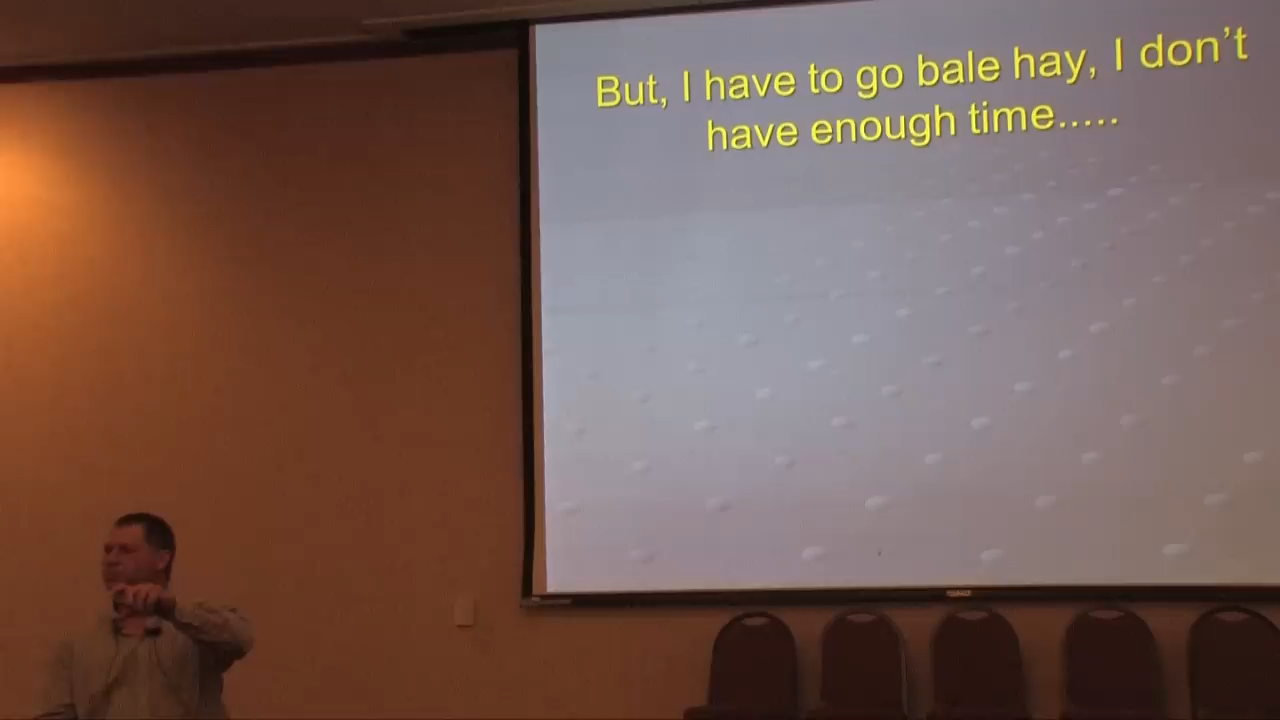 But, I have to go bale hay, I don't
have enough time.....